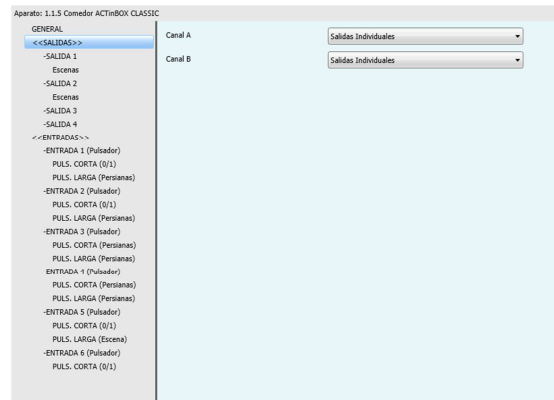 Aparato: 1.1.5 Comedor ACTinBOX CLASSIC
GENERAL
<<SALIDAS>>
-SALIDA 1
Escenas
-SALIDA 2
Escenas
-SALIDA 3
-SALIDA 4
<<ENTRADAS>>
-ENTRADA 1 (Pulsador)
PULS. CORTA (0/1)
PULS. LARGA (Persianas)
-ENTRADA 2 (Pulsador)
PULS. CORTA (0/1)
PULS. LARGA (Persianas)
-ENTRADA 3 (Pulsador)
PULS. CORTA (Persianas)
PULS. LARGA (Persianas)
ENTRADA 4 (Pulsador)
PULS. CORTA (Persianas)
PULS. LARGA (Persianas)
-ENTRADA 5 (Pulsador)
PULS. CORTA (0/1)
PULS. LARGA (Escena)
-ENTRADA 6 (Pulsador)
PULS. CORTA (0/1)
Canal A Salidas Individuales
Canal B Salidas Individuales